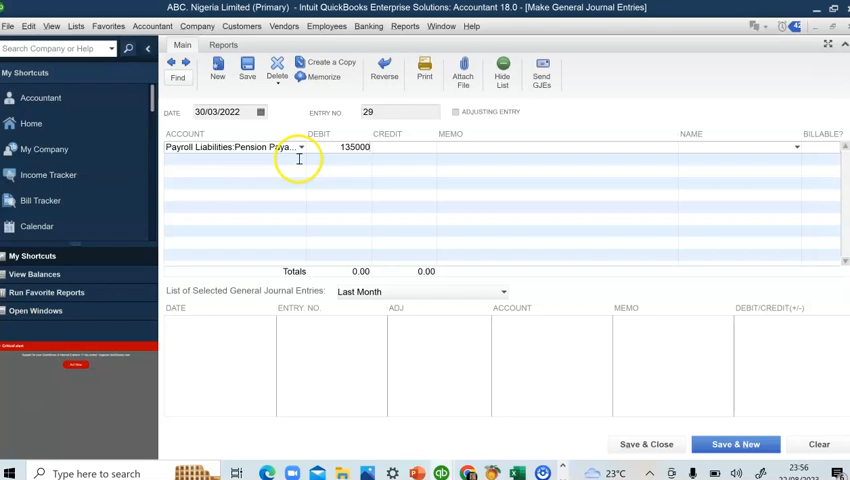 ABC. Nigeria Limited (Primary) - Intuit QuickBooks Enterprise Solutions: Accountant 18.0 - [Make General Journal Entries]
File Edit View Lists Favorites Accountant Company Customers Vendors Employees Banking Reports Window Help
42
Search Company or Help
Main Reports
My Shortcuts
Find New Save Delete Create a Copy Memorize Reverse Print Attach File Hide List Send GJEs
Accountant
Home
My Company
Income Tracker
Bill Tracker
Calendar
My Shortcuts
View Balances
Run Favorite Reports
Open Windows
Critical alert
DATE 30/03/2022 ENTRY NO. 29 ADJUSTING ENTRY
ACCOUNT DEBIT CREDIT MEMO NAME BILLABLE?
Payroll Liabilities:Pension Paya... 135000
Totals 0.00 0.00
List of Selected General Journal Entries: Last Month
DATE ENTRY. NO. ADJ ACCOUNT MEMO DEBIT/CREDIT(+/-)
Save & Close Save & New Clear
Type here to search
23°C
23:56
22/08/2023